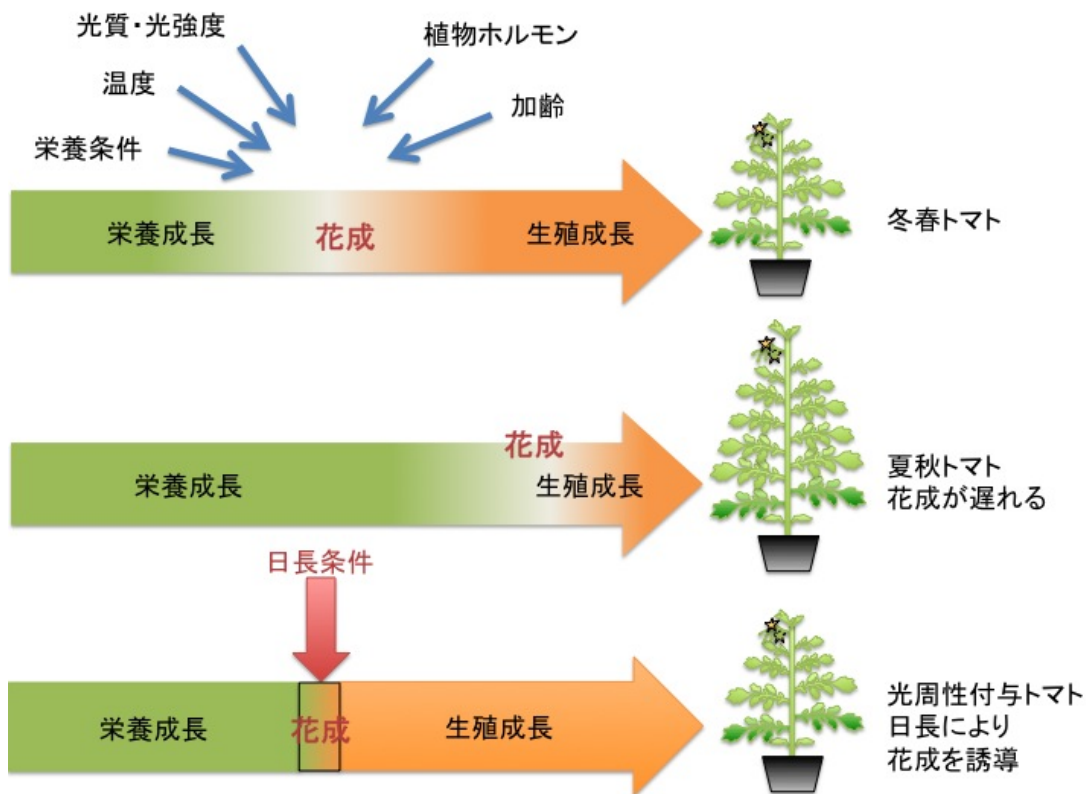 光質・光強度
植物ホルモン
温度
加齢
栄養条件
栄養成長
花成
生殖成長
冬春トマト
花成
栄養成長
生殖成長
夏秋トマト
花成が遅れる
日長条件
栄養成長
花成
生殖成長
光周性付与トマト
日長により
花成を誘導